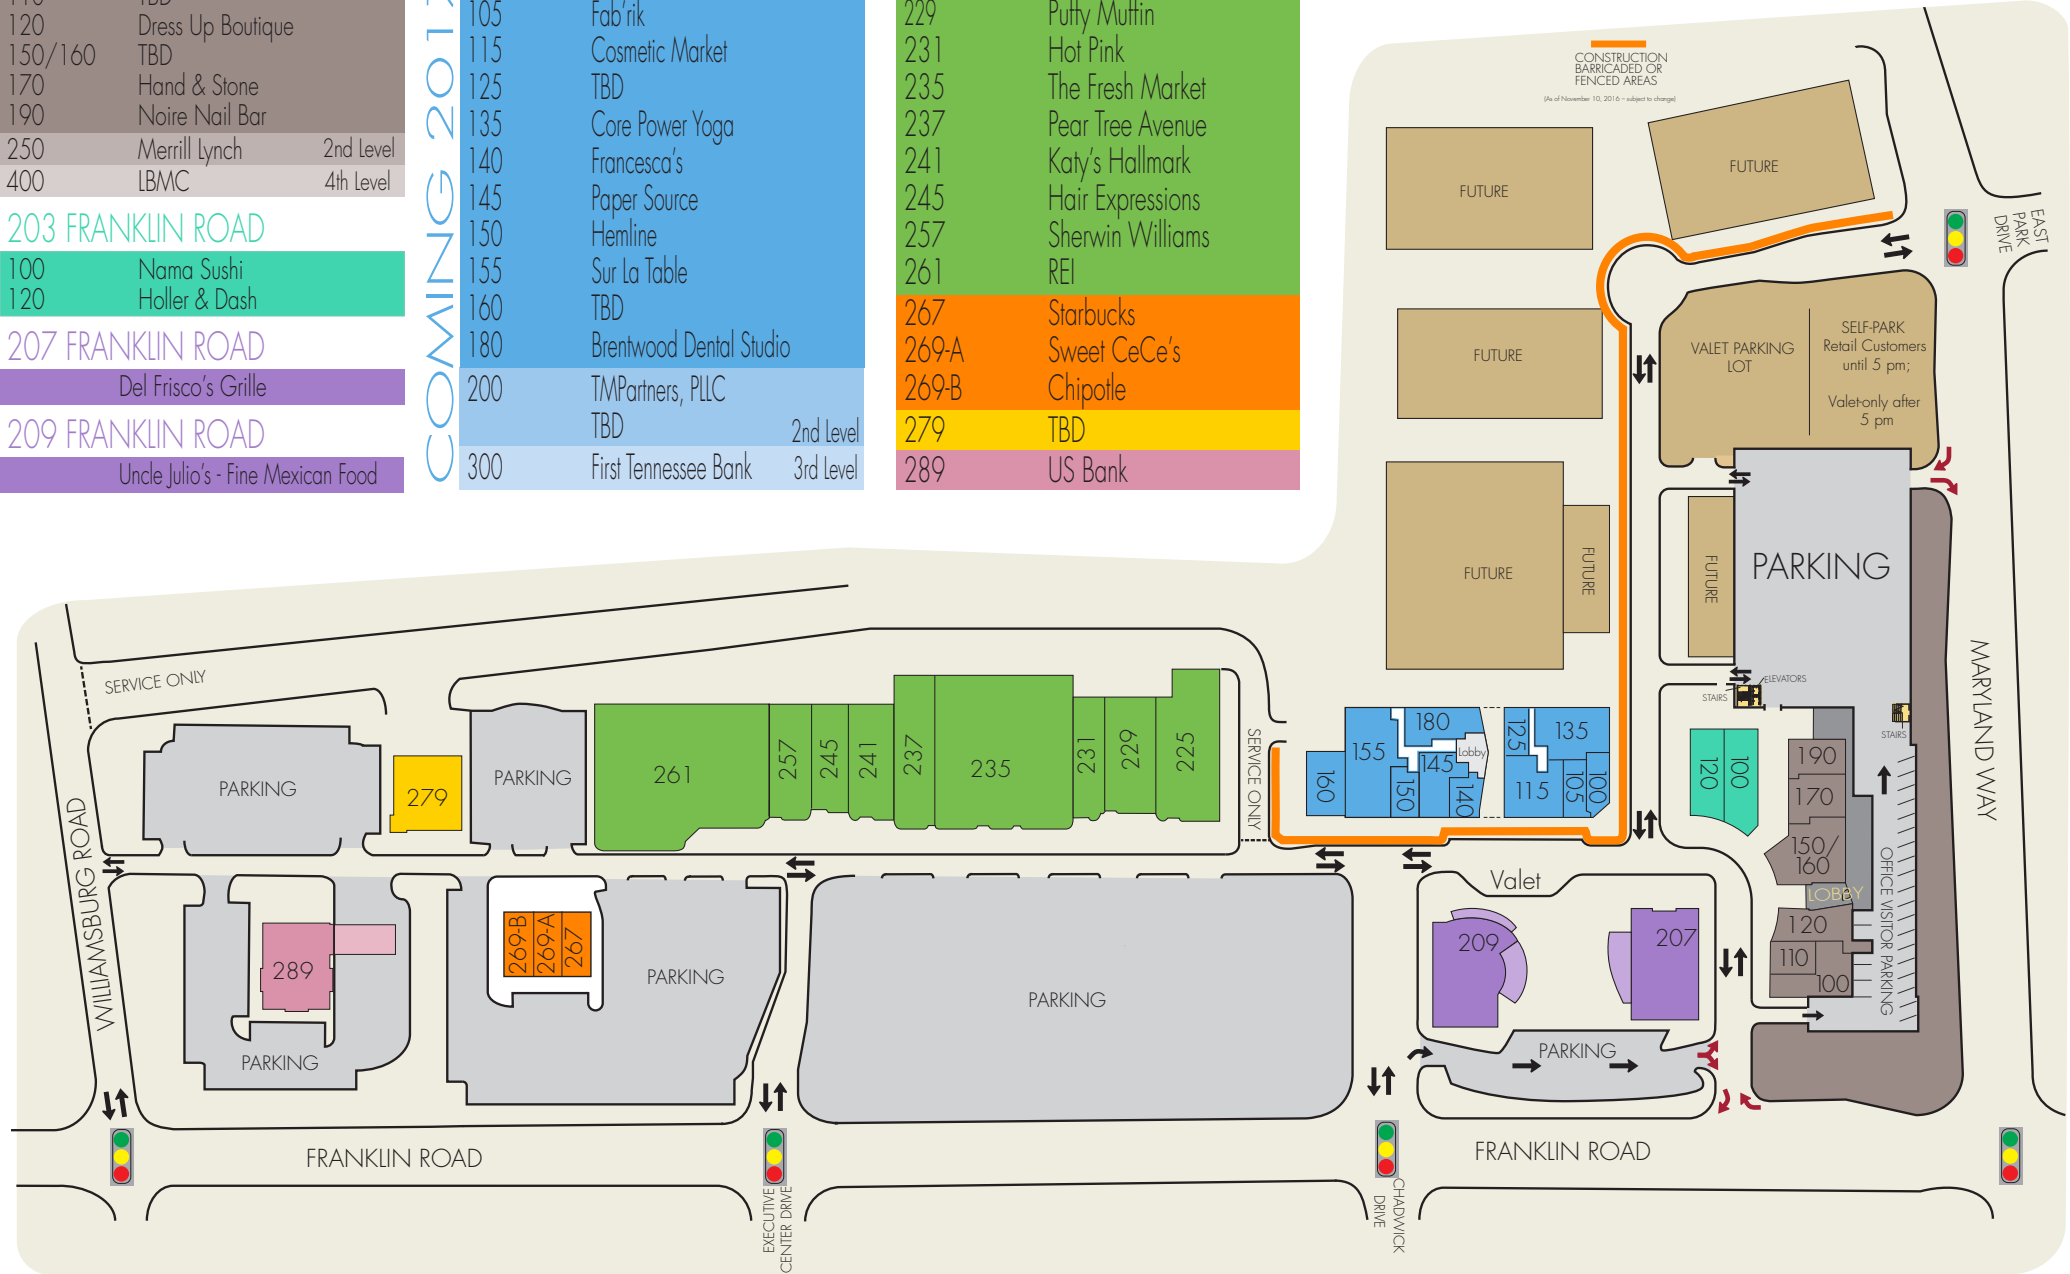 120 Dress Up Boutique
150/160 TBD
170 Hand & Stone
190 Noire Nail Bar
250 Merrill Lynch 2nd Level
400 LBMC 4th Level
203 FRANKLIN ROAD
100 Nama Sushi
120 Holler & Dash
207 FRANKLIN ROAD
Del Frisco's Grille
209 FRANKLIN ROAD
Uncle Julio's - Fine Mexican Food
COMING 201
105 Fab'rik
115 Cosmetic Market
125 TBD
135 Core Power Yoga
140 Francesca's
145 Paper Source
150 Hemline
155 Sur La Table
160 TBD
180 Brentwood Dental Studio
200 TMPartners, PLLC
TBD 2nd Level
300 First Tennessee Bank 3rd Level
229 Puffy Muffin
231 Hot Pink
235 The Fresh Market
237 Pear Tree Avenue
241 Katy's Hallmark
245 Hair Expressions
257 Sherwin Williams
261 REI
267 Starbucks
269-A Sweet CeCe's
269-B Chipotle
279 TBD
289 US Bank
CONSTRUCTION
BARRICADED OR
FENCED AREAS
(As of November 10, 2016 – subject to change)
FUTURE
FUTURE
EAST
PARK
DRIVE
FUTURE
VALET PARKING
LOT
SELF-PARK
Retail Customers
until 5 pm;
Valet-only after
5 pm
FUTURE
FUTURE
FUTURE
PARKING
MARYLAND WAY
STAIRS
ELEVATORS
STAIRS
SERVICE ONLY
PARKING
279
PARKING
261
257
245
241
237
235
231
229
225
SERVICE ONLY
160
155
180
Lobby
145
150
140
125
135
115
105
100
120
100
190
170
150/
160
LOBBY
120
110
100
OFFICE VISITOR PARKING
WILLIAMSBURG ROAD
289
PARKING
269-B
269-A
267
PARKING
PARKING
Valet
209
207
PARKING
FRANKLIN ROAD
FRANKLIN ROAD
EXECUTIVE
CENTER DRIVE
CHADWICK
DRIVE